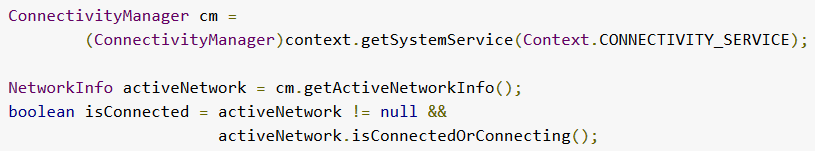 ConnectivityManager cm =
        (ConnectivityManager)context.getSystemService(Context.CONNECTIVITY_SERVICE);

NetworkInfo activeNetwork = cm.getActiveNetworkInfo();
boolean isConnected = activeNetwork != null &&
                      activeNetwork.isConnectedOrConnecting();